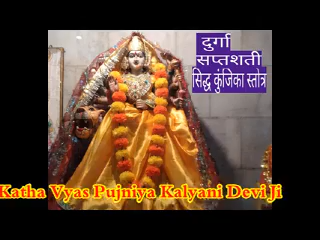 दुर्गा
सप्तशती
सिद्ध कुंजिका स्तोत्र
Katha Vyas Pujniya Kalyani Devi Ji